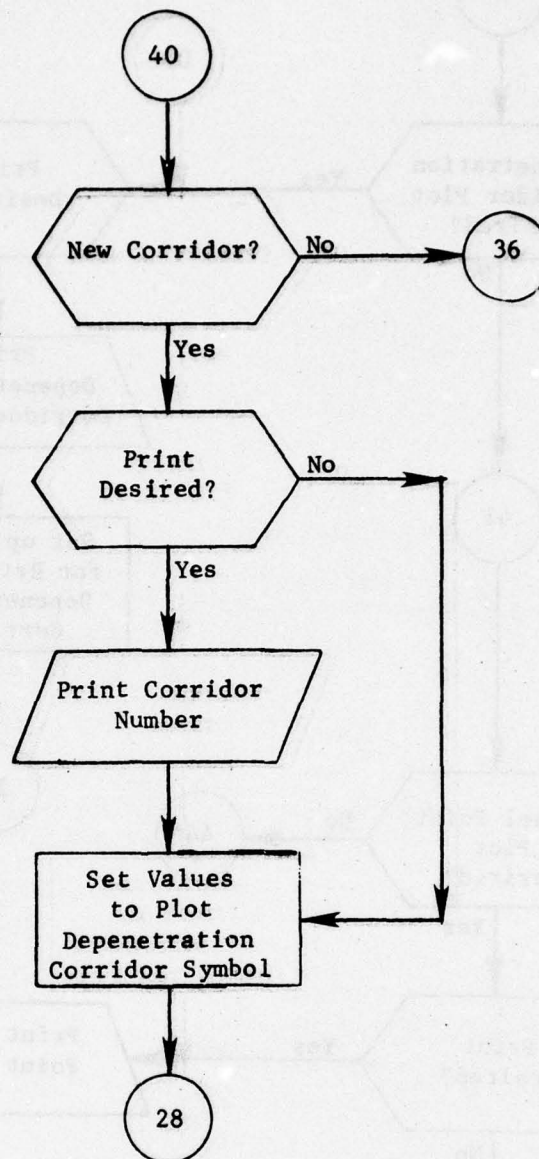 40
New Corridor?
No
36
Yes
Print
Desired?
No
Yes
Print Corridor
Number
Set Values
to Plot
Depenetration
Corridor Symbol
28